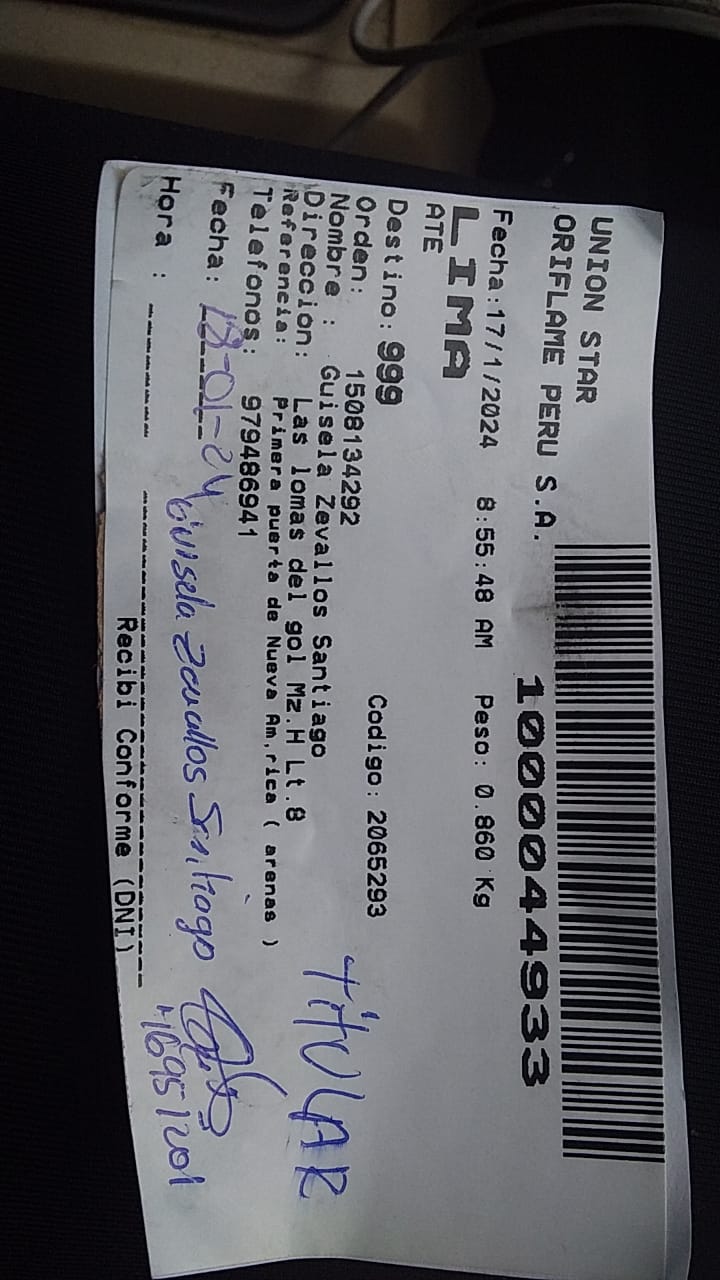 UNION STAR
ORIFLAME PERU S.A.
10000044933
Fecha:17/1/2024 8:55:48 AM Peso: 0.860 Kg
LIMA
ATE
Destino: 999 Codigo: 2065293
Orden: 1508134292
Nombre : Guisela Zevallos Santiago
Dirección: Las lomas del gol Mz.H Lt.8
Referencia: Primera puerta de Nueva Am,rica ( arenas )
Telefonos: 979486941
TITULAR
Fecha: 18-01-24 Guisela Zevallos Santiago
Hora :
Recibi Conforme (DNI)